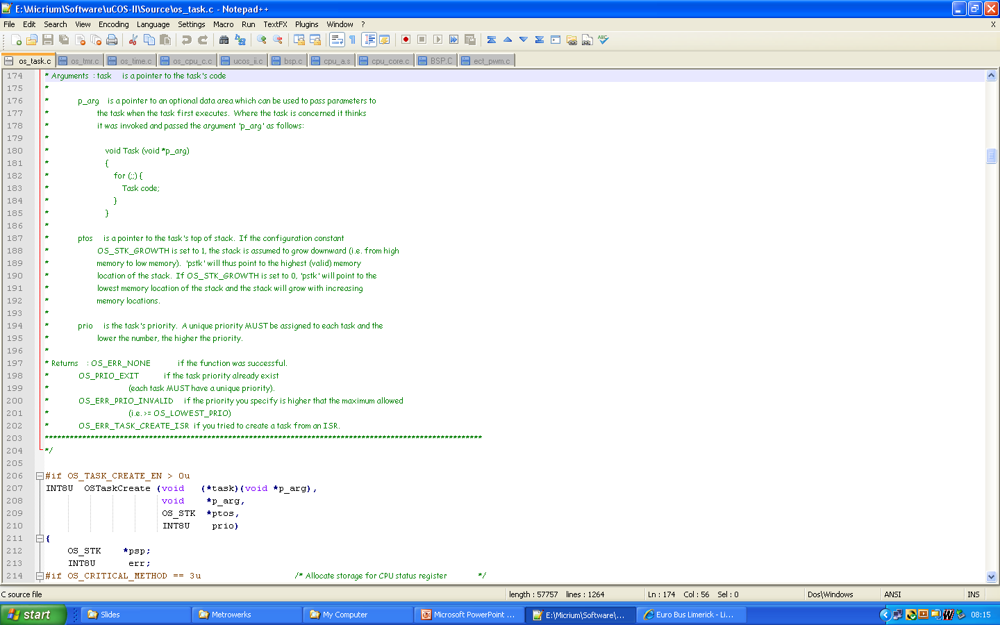 E:\Micrium\Software\uCOS-II\Source\os_task.c - Notepad++
File Edit Search View Encoding Language Settings Macro Run TextFX Plugins Window ? X
os_task.c os_tmr.c os_time.c os_cpu_c.c ucos_ii.c bsp.c cpu_a.s cpu_core.c BSP.C ect_pwm.c
174 * Arguments : task is a pointer to the task's code
175 *
176 * p_arg is a pointer to an optional data area which can be used to pass parameters to
177 * the task when the task first executes. Where the task is concerned it thinks
178 * it was invoked and passed the argument 'p_arg' as follows:
179 *
180 * void Task (void *p_arg)
181 * {
182 * for (;;) {
183 * Task code;
184 * }
185 * }
186 *
187 * ptos is a pointer to the task's top of stack. If the configuration constant
188 * OS_STK_GROWTH is set to 1, the stack is assumed to grow downward (i.e. from high
189 * memory to low memory). 'pstk' will thus point to the highest (valid) memory
190 * location of the stack. If OS_STK_GROWTH is set to 0, 'pstk' will point to the
191 * lowest memory location of the stack and the stack will grow with increasing
192 * memory locations.
193 *
194 * prio is the task's priority. A unique priority MUST be assigned to each task and the
195 * lower the number, the higher the priority.
196 *
197 * Returns : OS_ERR_NONE if the function was successful.
198 * OS_PRIO_EXIT if the task priority already exist
199 * (each task MUST have a unique priority).
200 * OS_ERR_PRIO_INVALID if the priority you specify is higher that the maximum allowed
201 * (i.e. >= OS_LOWEST_PRIO)
202 * OS_ERR_TASK_CREATE_ISR if you tried to create a task from an ISR.
203 *********************************************************************************************************
204 */
205
206 #if OS_TASK_CREATE_EN > 0u
207 INT8U OSTaskCreate (void (*task)(void *p_arg),
208 void *p_arg,
209 OS_STK *ptos,
210 INT8U prio)
211 {
212 OS_STK *psp;
213 INT8U err;
214 #if OS_CRITICAL_METHOD == 3u /* Allocate storage for CPU status register */
C source file length : 57757 lines : 1264 Ln : 174 Col : 56 Sel : 0 Dos\Windows ANSI INS
start Slides Metrowerks My Computer Microsoft PowerPoint ... E:\Micrium\Software\... Euro Bus Limerick - Li... 08:15